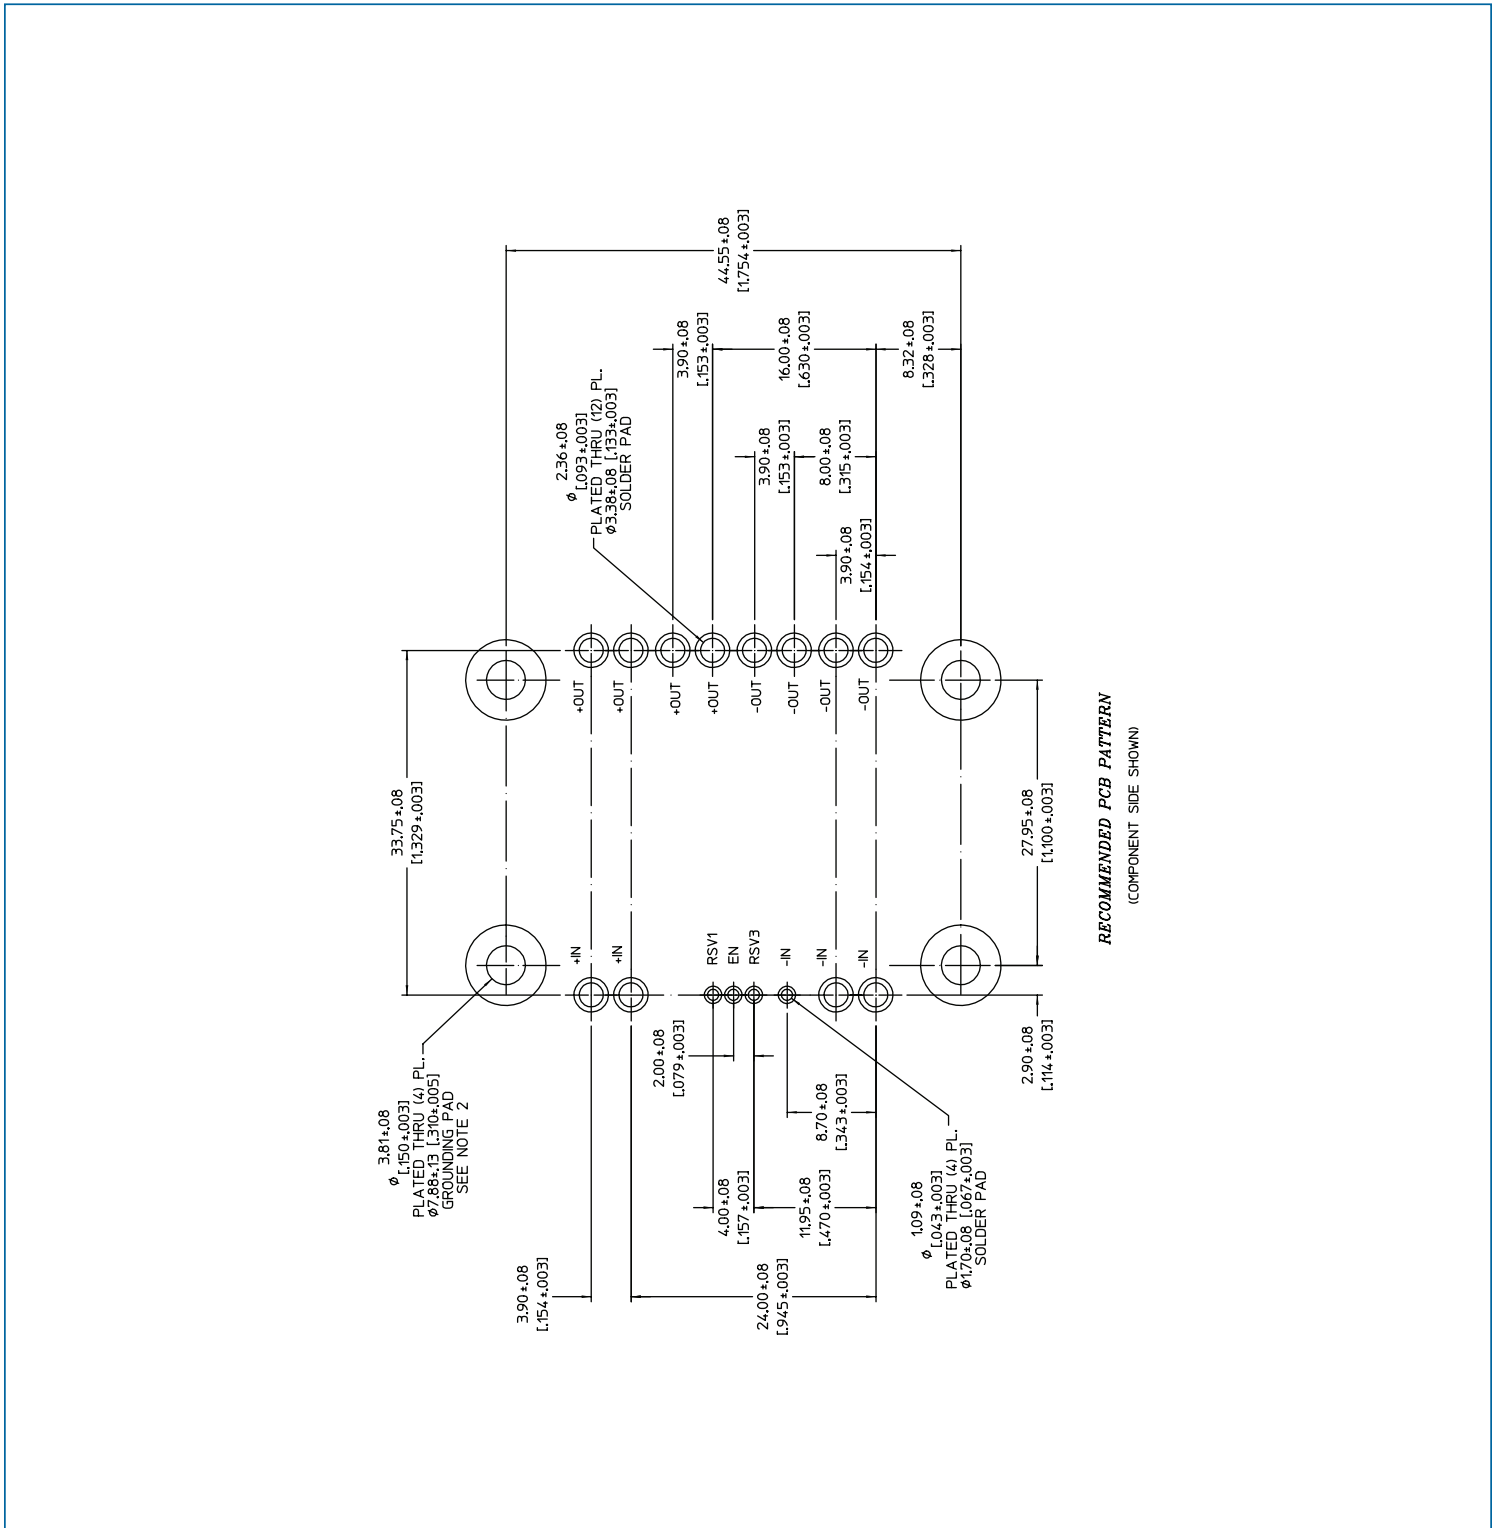 44.55±.08
[1.754±.003]
3.90±.08
[.153±.003]
16.00±.08
[.630±.003]
8.32±.08
[.328±.003]
2.36±.08
ø [.093±.003]
PLATED THRU (12) PL.
ø3.38±.08 [.133±.003]
SOLDER PAD
3.90±.08
[.153±.003]
8.00±.08
[.315±.003]
3.90±.08
[.154±.003]
+OUT
+OUT
+OUT
+OUT
-OUT
-OUT
-OUT
-OUT
33.75±.08
[1.329±.003]
27.95±.08
[1.100±.003]
RECOMMENDED PCB PATTERN
(COMPONENT SIDE SHOWN)
+IN
+IN
RSV1
EN
RSV3
-IN
-IN
-IN
2.00±.08
[.079±.003]
2.90±.08
[.114±.003]
3.81±.08
ø [.150±.003]
PLATED THRU (4) PL.
ø7.88±.13 [.310±.005]
GROUNDING PAD
SEE NOTE 2
8.70±.08
[.343±.003]
4.00±.08
[.157±.003]
11.95±.08
[.470±.003]
1.09±.08
ø [.043±.003]
PLATED THRU (4) PL.
ø1.70±.08 [.067±.003]
SOLDER PAD
3.90±.08
[.154±.003]
24.00±.08
[.945±.003]